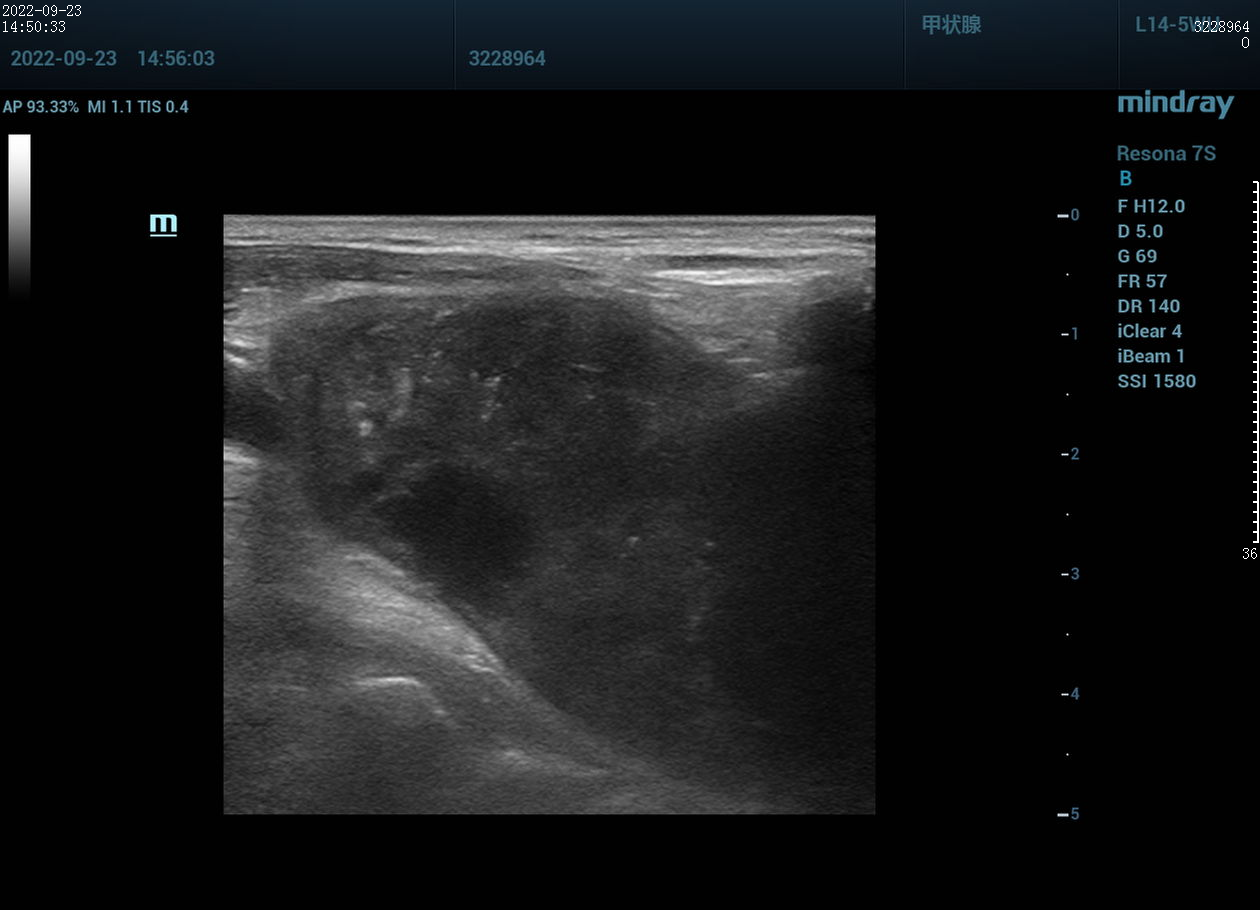 2022-09-23
14:50:33
2022-09-23 14:56:03
3228964
甲状腺
L14-5WU
3228964
0
AP 93.33% MI 1.1 TIS 0.4
mindray
Resona 7S
B
F H12.0
D 5.0
G 69
FR 57
DR 140
iClear 4
iBeam 1
SSI 1580
m
0
1
2
3
4
5
36